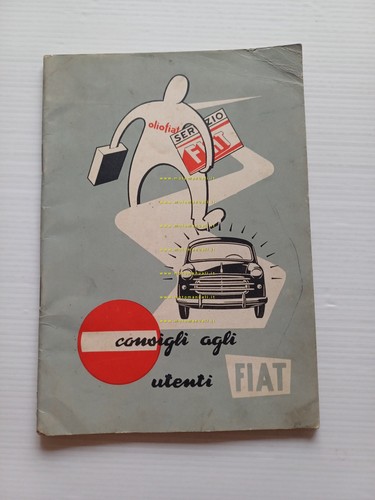 oliofiat
SERVIZIO
FIAT
consigli agli
utenti
FIAT